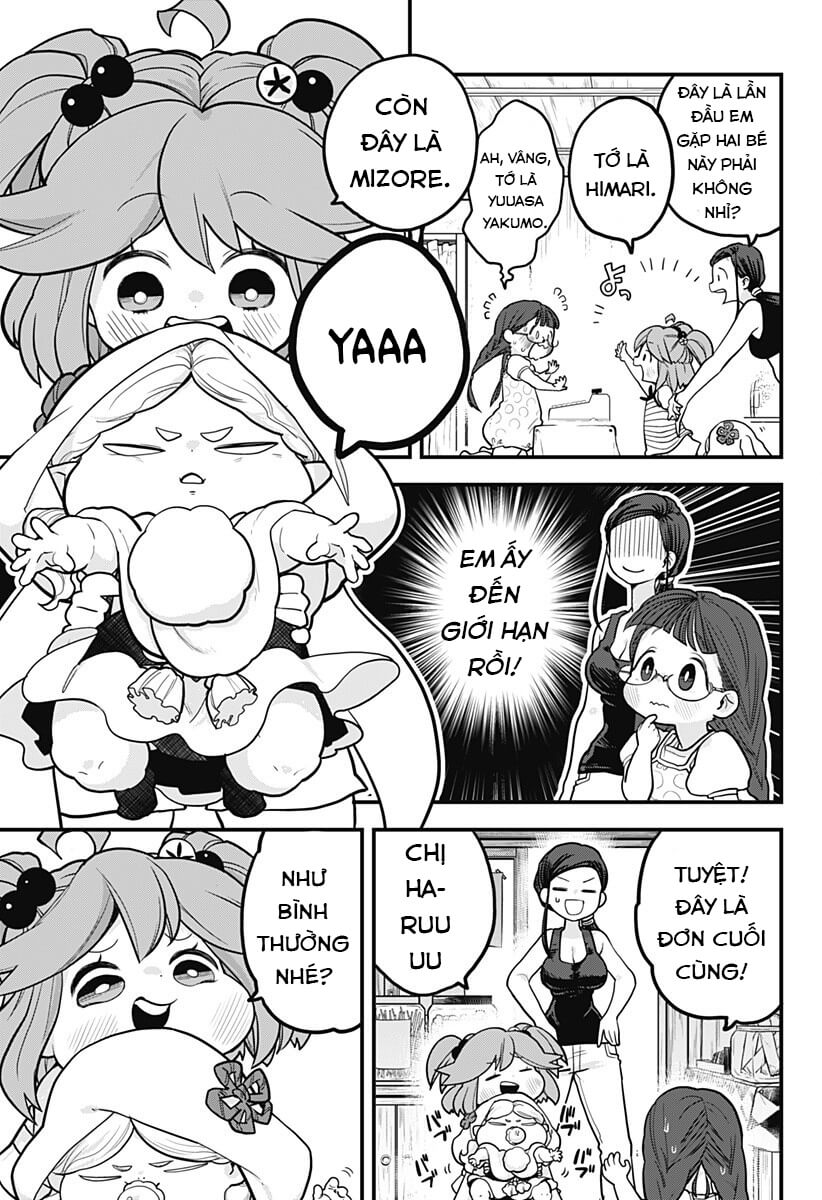 ĐÂY LÀ LẦN
ĐẦU EM
GẶP HAI BÉ
NÀY PHẢI
KHÔNG
NHỈ?
TỚ LÀ
HIMARI.
AH, VÂNG,
TỚ LÀ
YUUASA
YAKUMO.
よっ
CÒN
ĐÂY LÀ
MIZORE.
YAAA
EM ẤY
ĐẾN
GIỚI HẠN
RỒI!
TUYỆT!
ĐÂY LÀ
ĐƠN CUỐI
CÙNG!
CHỊ
HA-
RUU
UU
NHƯ
BÌNH
THƯỜNG
NHÉ?